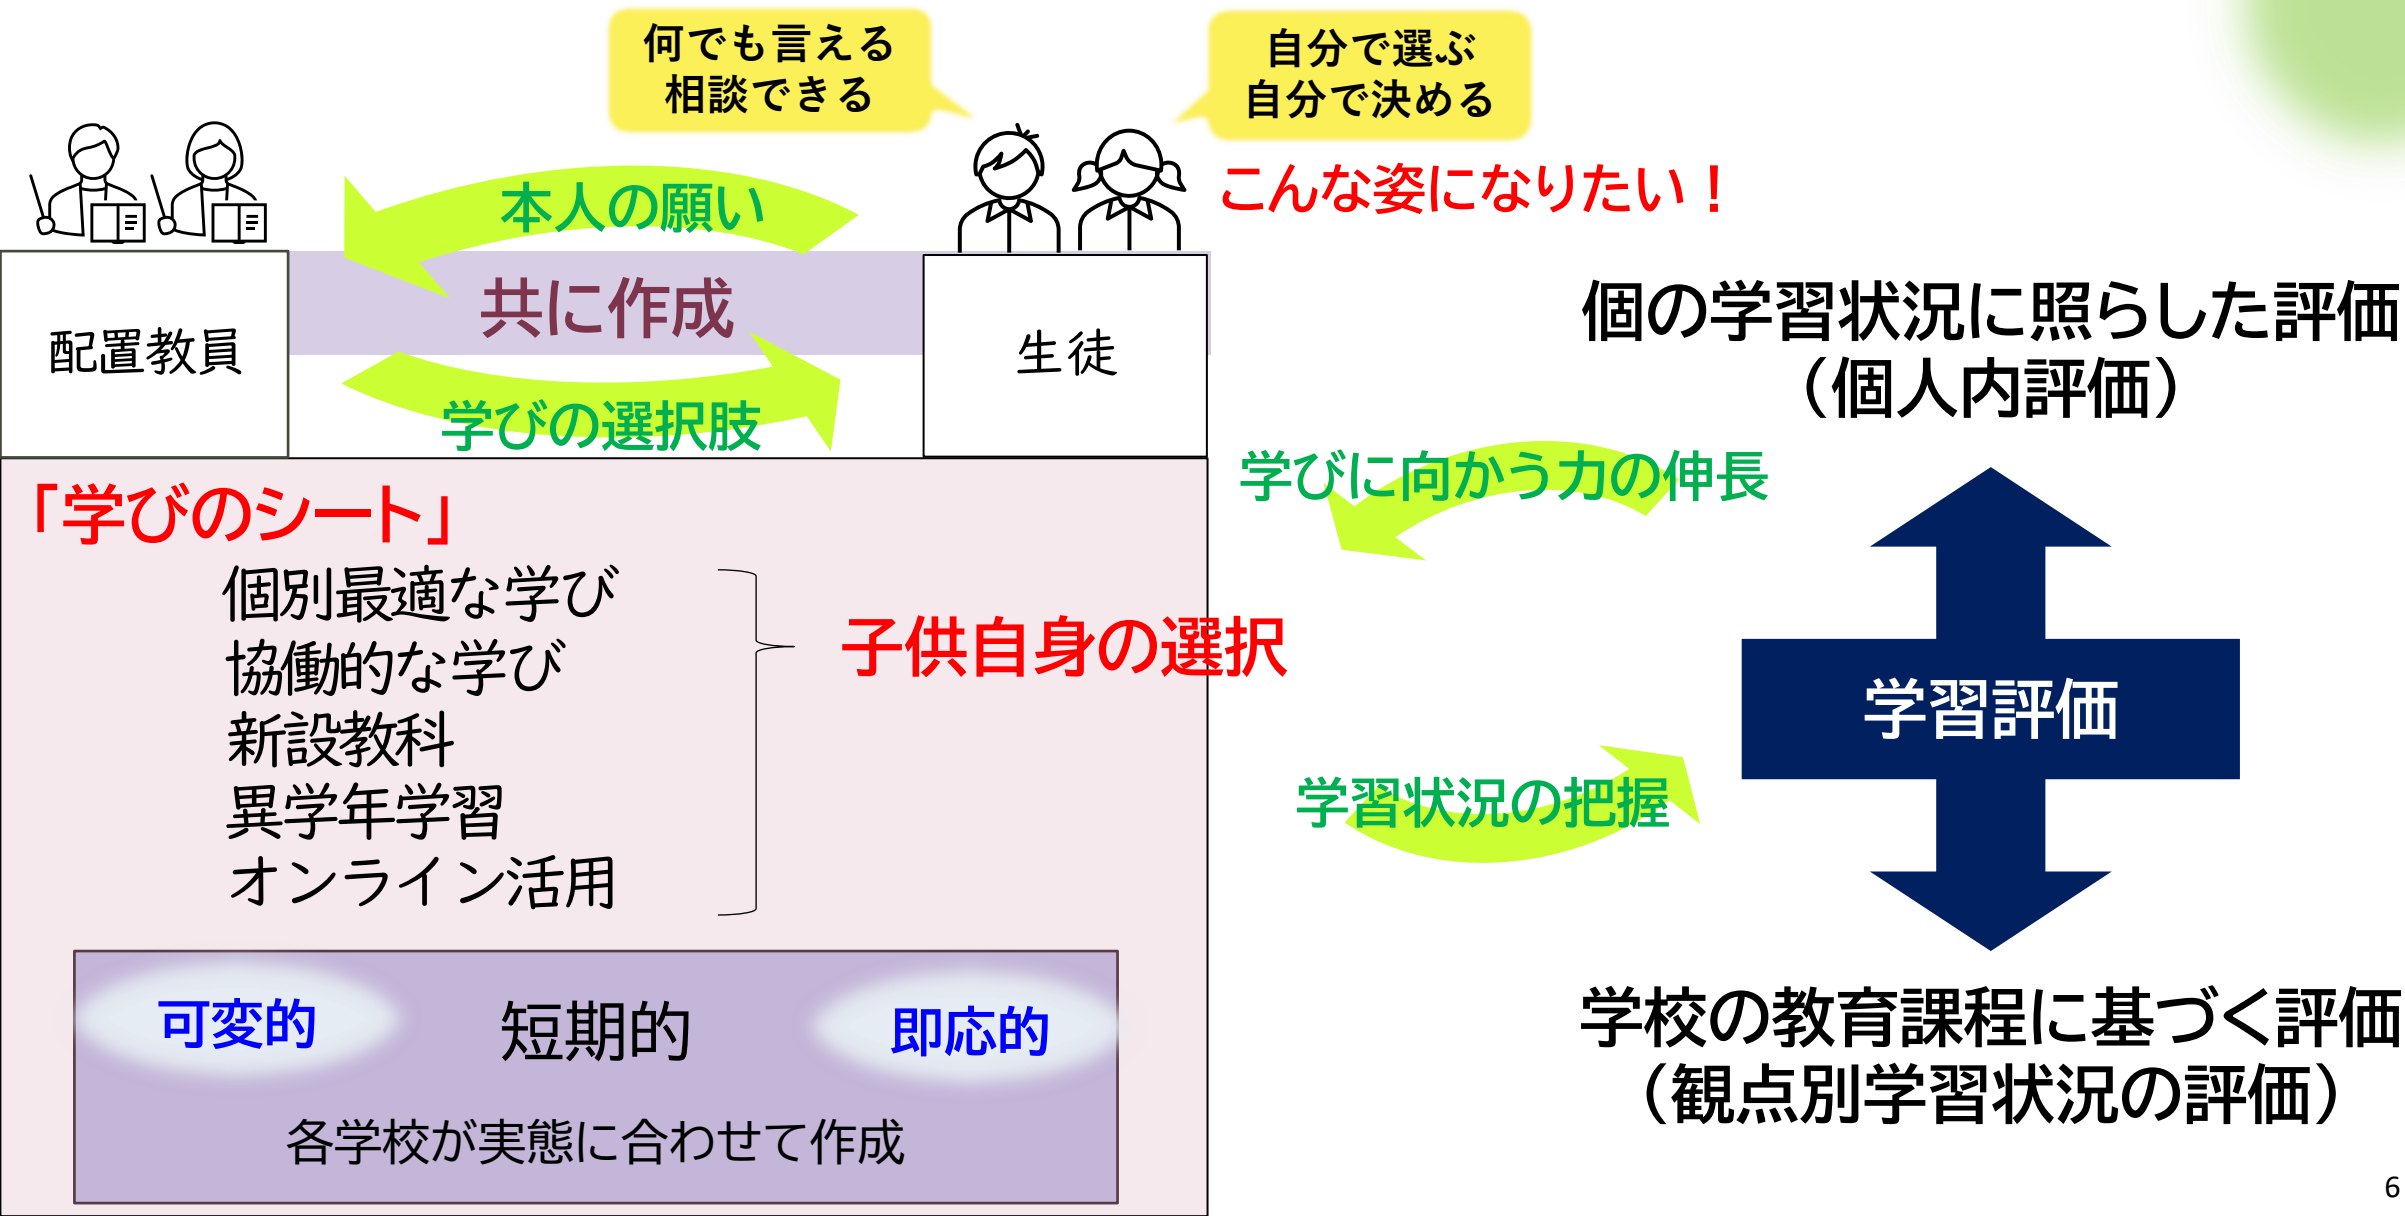 何でも言える
相談できる
自分で選ぶ
自分で決める
こんな姿になりたい！
本人の願い
共に作成
配置教員
生徒
学びの選択肢
「学びのシート」
個別最適な学び
協働的な学び
新設教科
異学年学習
オンライン活用
子供自身の選択
可変的
短期的
即応的
各学校が実態に合わせて作成
個の学習状況に照らした評価
（個人内評価）
学びに向かう力の伸長
学習評価
学習状況の把握
学校の教育課程に基づく評価
（観点別学習状況の評価）
6